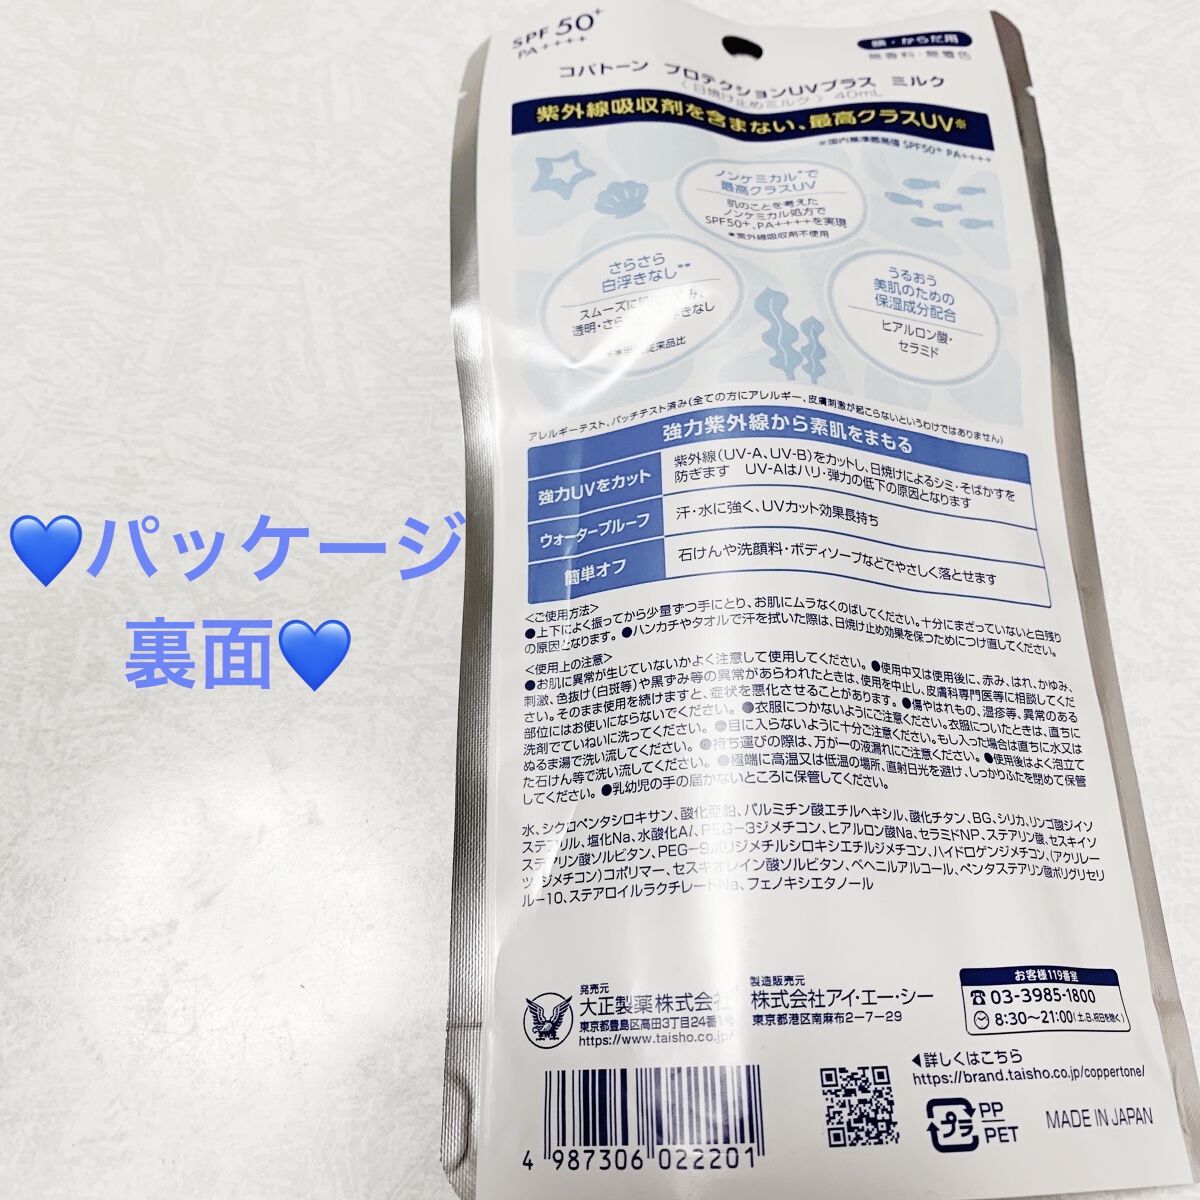 💙パッケージ
裏面💙
SPF 50+
PA++++
顔・からだ用
無香料・無着色
コパトーン プロテクションUVプラス ミルク
〈日焼け止めミルク〉 40mL
紫外線吸収剤を含まない、最高クラスUV※
※国内基準最高値 SPF50+ PA++++
ノンケミカル*で
最高クラスUV
肌のことを考えた
ノンケミカル処方で
SPF50+、PA++++を実現
*紫外線吸収剤不使用
さらさら
白浮きなし**
スムーズに
み、
透明・さら
きなし
従来品比
うるおう
美肌のための
保湿成分配合
ヒアルロン酸・
セラミド
アレルギーテスト、パッチテスト済み(全ての方にアレルギー、皮膚刺激が起こらないというわけではありません)
強力紫外線から素肌をまもる
強力UVをカット
紫外線(UV-A、UV-B)をカットし、日焼けによるシミ・そばかすを
防ぎます UV-Aはハリ・弾力の低下の原因となります
ウォータープルーフ
汗・水に強く、UVカット効果長持ち
簡単オフ
石けんや洗顔料・ボディソープなどでやさしく落とせます
<ご使用方法>
●上下によく振ってから少量ずつ手にとり、お肌にムラなくのばしてください。十分にまざっていないと白残り
の原因となります。●ハンカチやタオルで汗を拭いた際は、日焼け止め効果を保つためにつけ直してください。
<使用上の注意>
●お肌に異常が生じていないかよく注意して使用してください。●使用中又は使用後に、赤み、はれ、かゆみ、
刺激、色抜け(白斑等)や黒ずみ等の異常があらわれたときは、使用を中止し、皮膚科専門医等に相談してくだ
さい。そのまま使用を続けますと、症状を悪化させることがあります。●傷やはれもの、湿疹等、異常のある
部位にはお使いにならないでください。●衣服につかないようにご注意ください。衣服についたときは、直ちに
洗剤でていねいに洗ってください。●目に入らないように十分ご注意ください。もし入った場合は直ちに水又は
ぬるま湯で洗い流してください。●持ち運びの際は、万が一の液漏れにご注意ください。●使用後はよく泡立て
た石けん等で洗い流してください。●極端に高温又は低温の場所、直射日光を避け、しっかりふたを閉めて保管
してください。●乳幼児の手の届かないところに保管してください。
水、シクロペンタシロキサン、酸化亜鉛、パルミチン酸エチルヘキシル、酸化チタン、BG、シリカ、リンゴ酸ジイソ
ステアリル、塩化Na、水酸化Al、PEG-3ジメチコン、ヒアルロン酸Na、セラミドNP、ステアリン酸、セスキイソ
ステアリン酸ソルビタン、PEG-9ポリジメチルシロキシエチルジメチコン、ハイドロゲンジメチコン、(アクリレー
ツ/ジメチコン)コポリマー、セスキオレイン酸ソルビタン、ベヘニルアルコール、ペンタステアリン酸ポリグリセリ
ル-10、ステアロイルラクチレートNa、フェノキシエタノール
発売元
大正製薬株式会社
東京都豊島区高田3丁目24番1号
https://www.taisho.co.jp/
製造販売元
株式会社アイ・エー・シー
東京都港区南麻布2-7-29
お客様119番室
☎ 03-3985-1800
8:30〜21:00(土、日、祝日を除く)
◀詳しくはこちら
https://brand.taisho.co.jp/coppertone/
プラ
PP
PET
MADE IN JAPAN
4 987306 022201